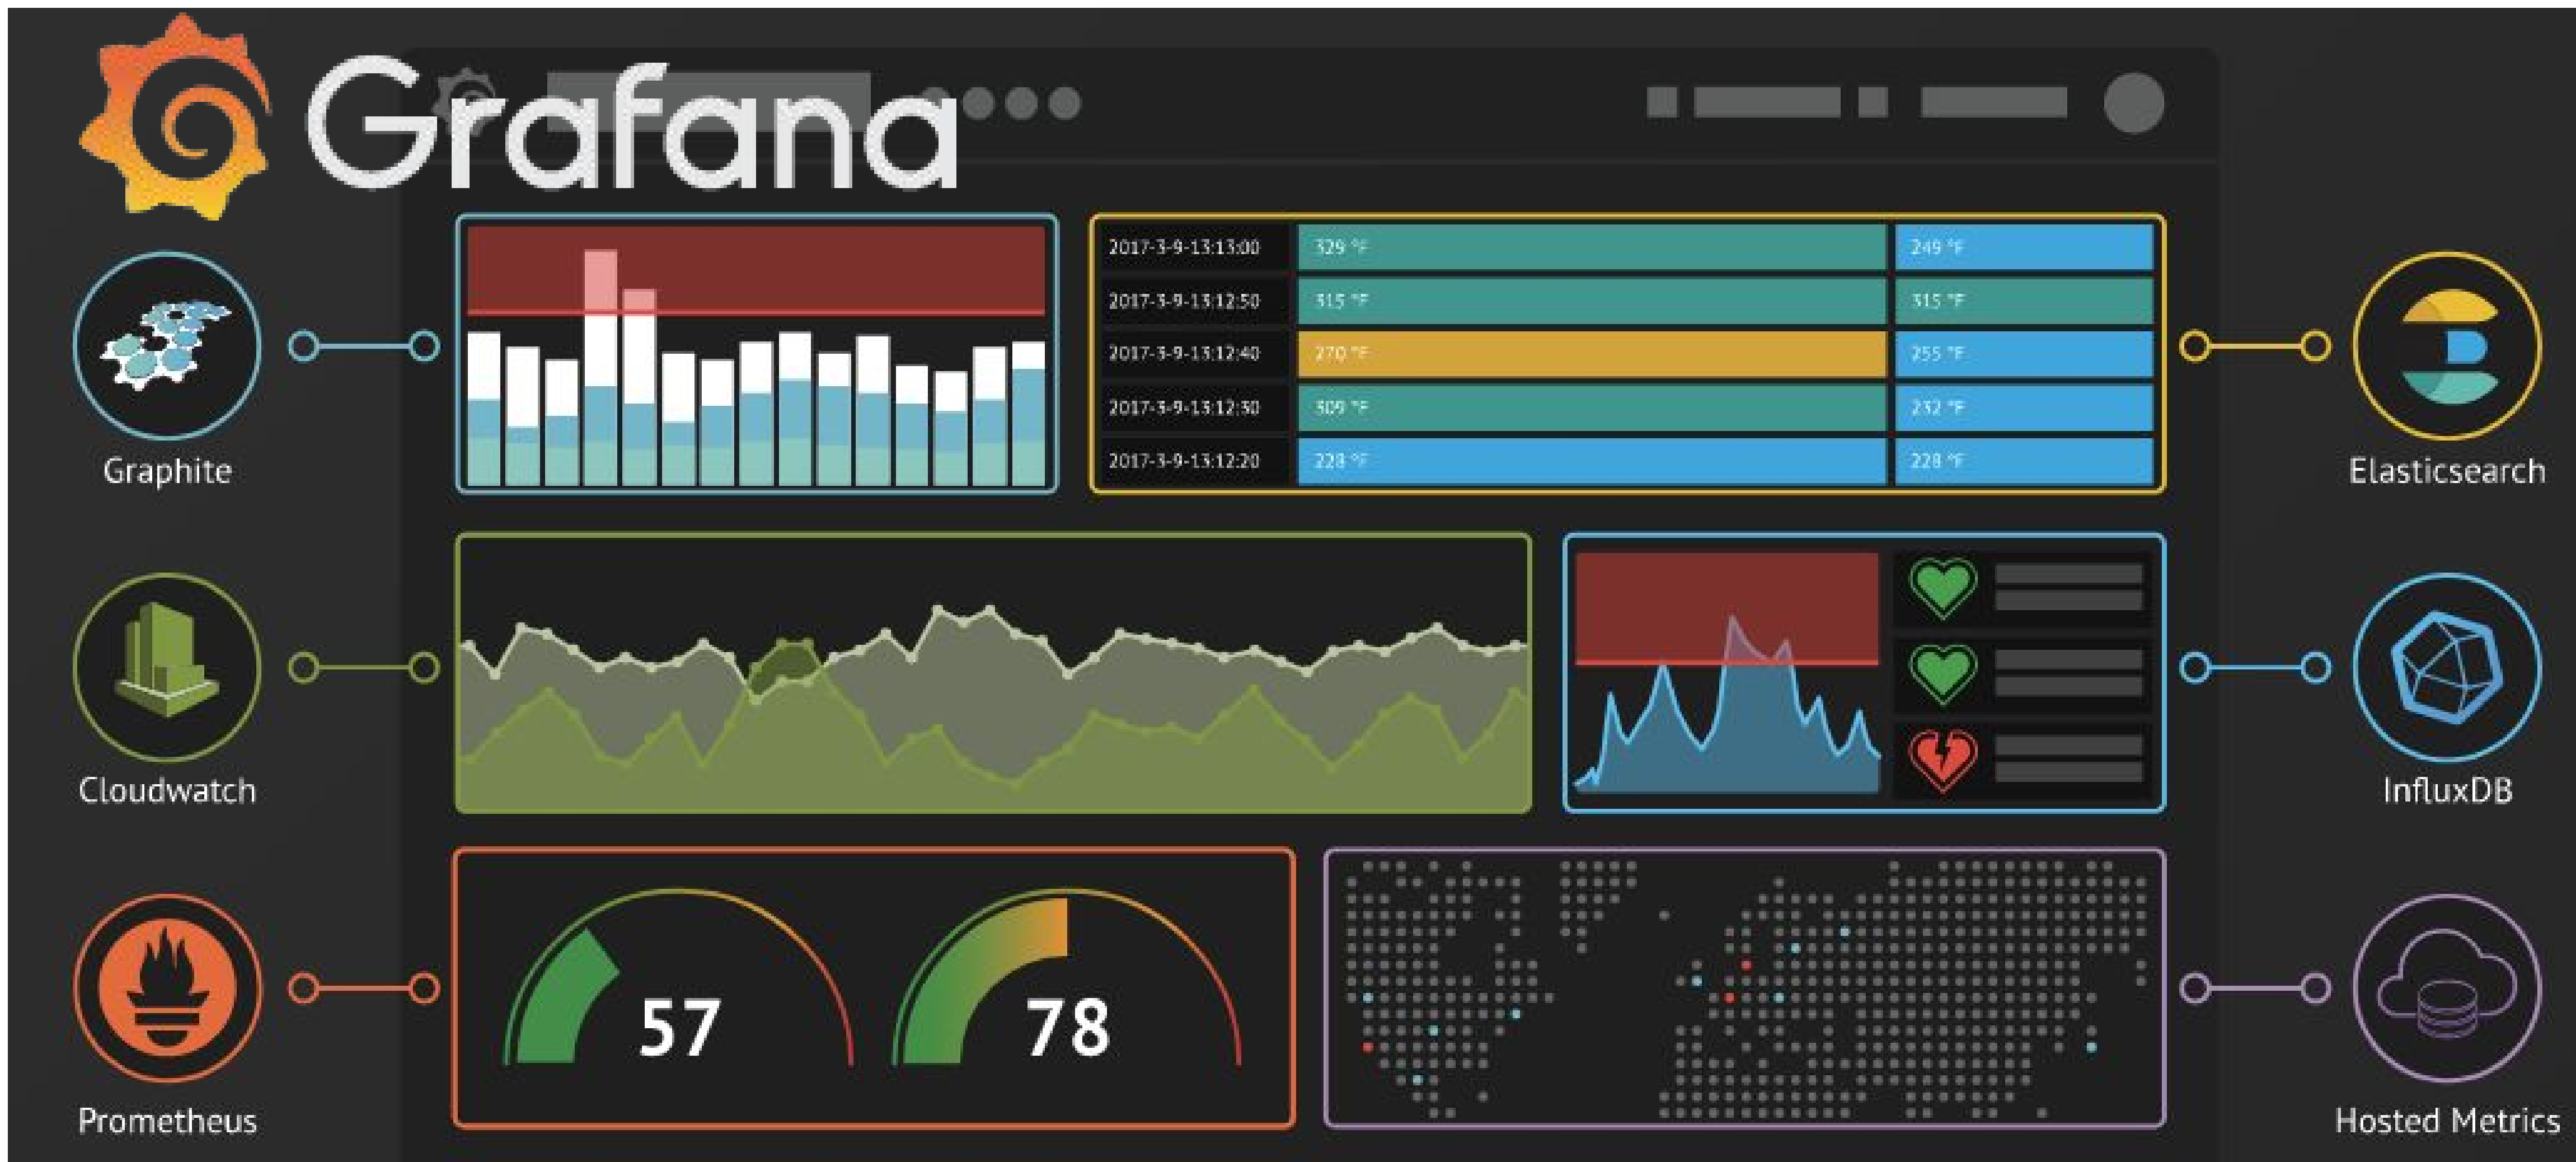 Grafana
Graphite
2017-3-9-13:13:00 329 °F 249 °F
2017-3-9-13:12:50 315 °F 315 °F
2017-3-9-13:12:40 270 °F 255 °F
2017-3-9-13:12:30 309 °F 232 °F
2017-3-9-13:12:20 228 °F 228 °F
Elasticsearch
Cloudwatch
InfluxDB
Prometheus
57
78
Hosted Metrics